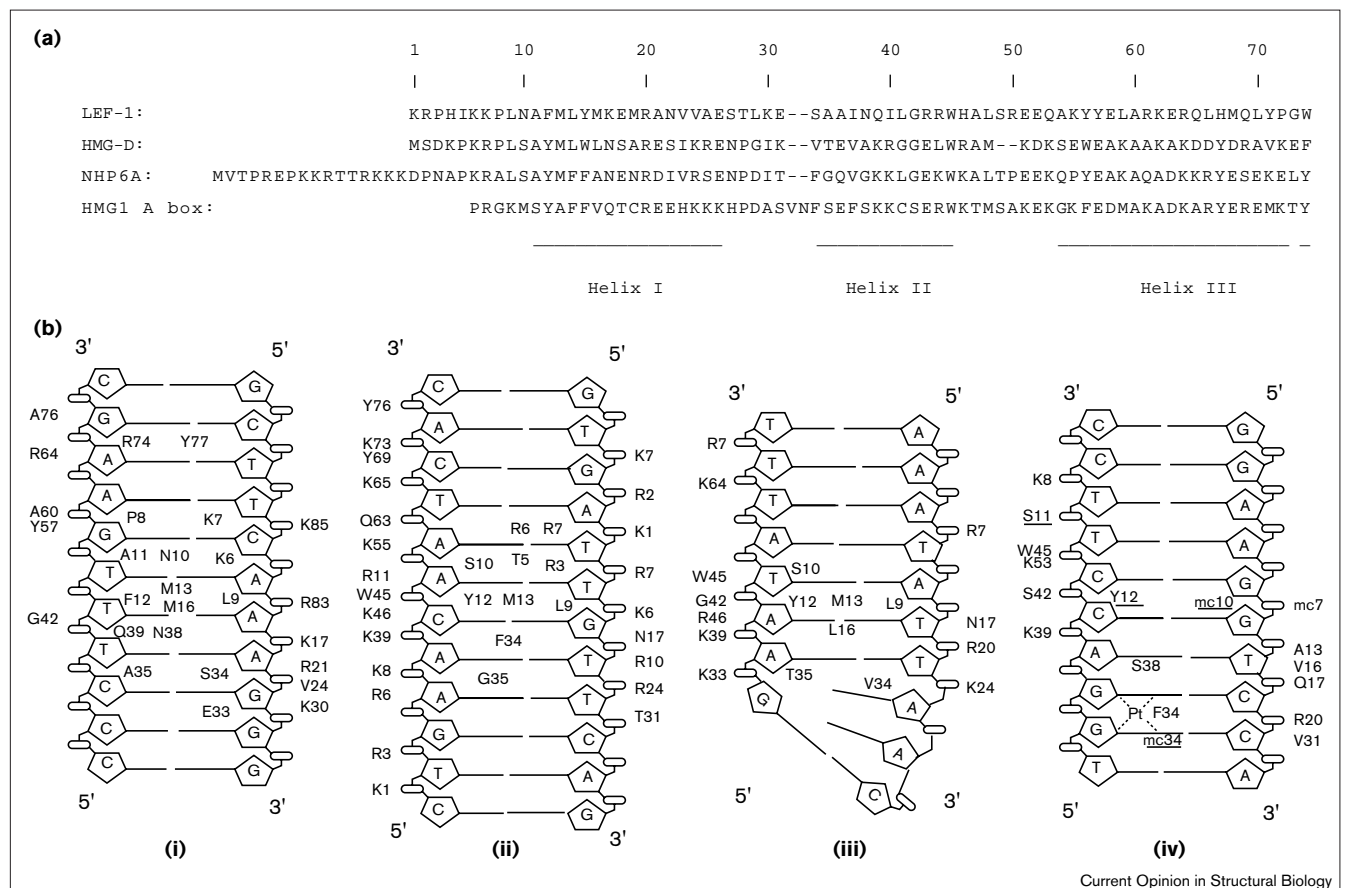 (a)
1 10 20 30 40 50 60 70
LEF-1: KRPHIKKPLNAFMLYMKEMRANVVAESTLKE--SAAINQILGRRWHALSREEQAKYYELARKERQLHMQLYPGW
HMG-D: MSDKPKRPLSAYMLWLNSARESIKRENPGIK--VTEVAKRGGELWRAM--KDKSEWEAKAAKAKDDYDRAVKEF
NHP6A: MVTPREPKKRTTRKKKDPNAPKRALSAYMFFANENRDIVRSENPDIT--FGQVGKKLGEKWKALTPEEKQPYEAKAQADKKRYESEKELY
HMG1 A box: PRGKMSYAFFVQTCREEHKKKHPDASVNFSEFSKKCSERWKTMSAKEKGKFEDMAKADKARYEREMKTY
Helix I Helix II Helix III
(b)
3' 5'
C G
A76 G C
R74 Y77
R64 A T
A T
A60 P8 K7 K85
Y57 G C
A11 N10 K6
T A
M13
F12 M16 L9 R83
G42 T A
Q39 N38 K17
T A R21
A35 S34 V24
C G K30
E33
C G
C G
5' 3'
(i)
3' 5'
C G
Y76
A T
K73 K7
Y69 C G
K65 R2
T A
Q63 R6 R7 K1
K55 A T
S10 T5 R3 R7
R11 A T
W45 Y12 M13 L9 K6
K46 C G
K39 F34 N17
A T R10
K8 G35 R24
R6 A T
T31
G C
R3
T A
K1
C G
5' 3'
(ii)
3' 5'
T A
R7
T A
K64
T A
R7
A T
W45 S10
T A
G42 Y12 M13 L9
R46 A T N17
K39 L16 R20
A T
K33 T35 V34 K24
G A
A
C
5' 3'
(iii)
3' 5'
C G
C G
K8
T A
S11
T A
W45
K53 C G
S42 Y12 mc10 mc7
C G
K39 A13
A T V16
S38 Q17
G C
Pt F34 R20
G C V31
mc34
T A
5' 3'
(iv)
Current Opinion in Structural Biology